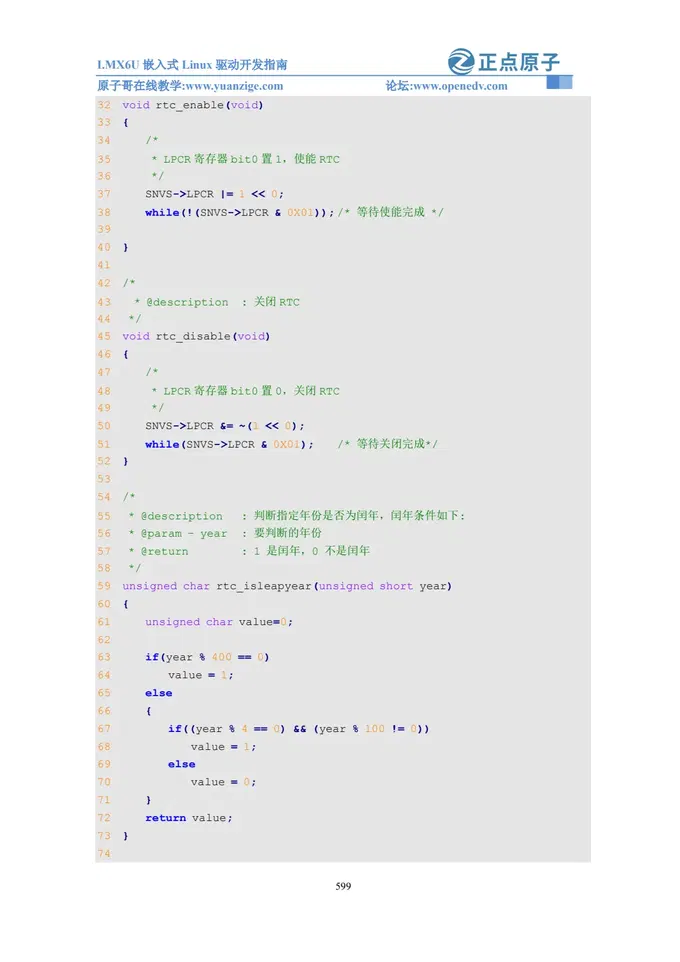 I.MX6U 嵌入式 Linux 驱动开发指南
正点原子
原子哥在线教学:www.yuanzige.com 论坛:www.openedv.com
32 void rtc_enable(void)
33 {
34 /*
35 * LPCR 寄存器 bit0 置 1，使能 RTC
36 */
37 SNVS->LPCR |= 1 << 0;
38 while(!(SNVS->LPCR & 0X01));/* 等待使能完成 */
39
40 }
41
42 /*
43 * @description : 关闭 RTC
44 */
45 void rtc_disable(void)
46 {
47 /*
48 * LPCR 寄存器 bit0 置 0，关闭 RTC
49 */
50 SNVS->LPCR &= ~(1 << 0);
51 while(SNVS->LPCR & 0X01); /* 等待关闭完成*/
52 }
53
54 /*
55 * @description : 判断指定年份是否为闰年，闰年条件如下:
56 * @param - year : 要判断的年份
57 * @return : 1 是闰年，0 不是闰年
58 */
59 unsigned char rtc_isleapyear(unsigned short year)
60 {
61 unsigned char value=0;
62
63 if(year % 400 == 0)
64 value = 1;
65 else
66 {
67 if((year % 4 == 0) && (year % 100 != 0))
68 value = 1;
69 else
70 value = 0;
71 }
72 return value;
73 }
74
599